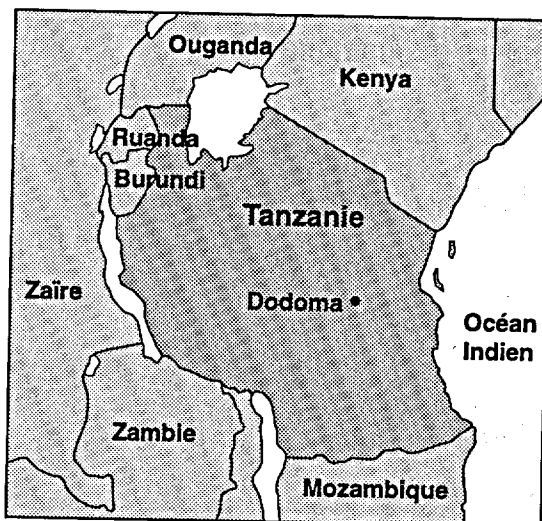 Ouganda
Kenya
Ruanda
Burundi
Tanzanie
Zaïre
Dodoma
Océan
Indien
Zambie
Mozambique